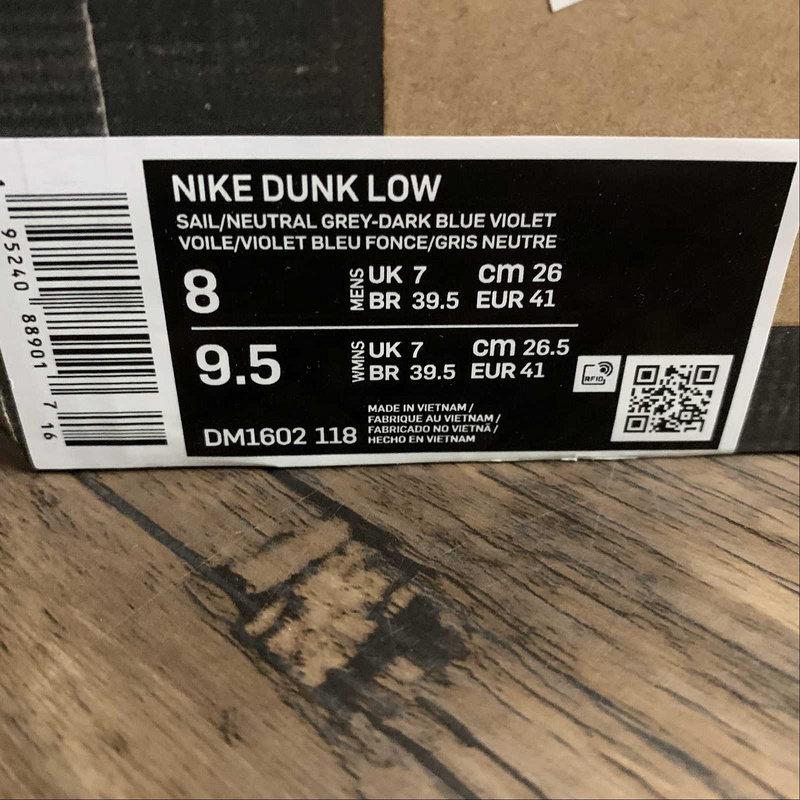 NIKE DUNK LOW
SAIL/NEUTRAL GREY-DARK BLUE VIOLET
VOILE/VIOLET BLEU FONCE/GRIS NEUTRE
8
MENS
UK 7 cm 26
BR 39.5 EUR 41
9.5
WMNS
UK 7 cm 26.5
BR 39.5 EUR 41
RFID
DM1602 118
MADE IN VIETNAM /
FABRIQUE AU VIETNAM /
FABRICADO NO VIETNÃ /
HECHO EN VIETNAM
1 95240 88901 7 16